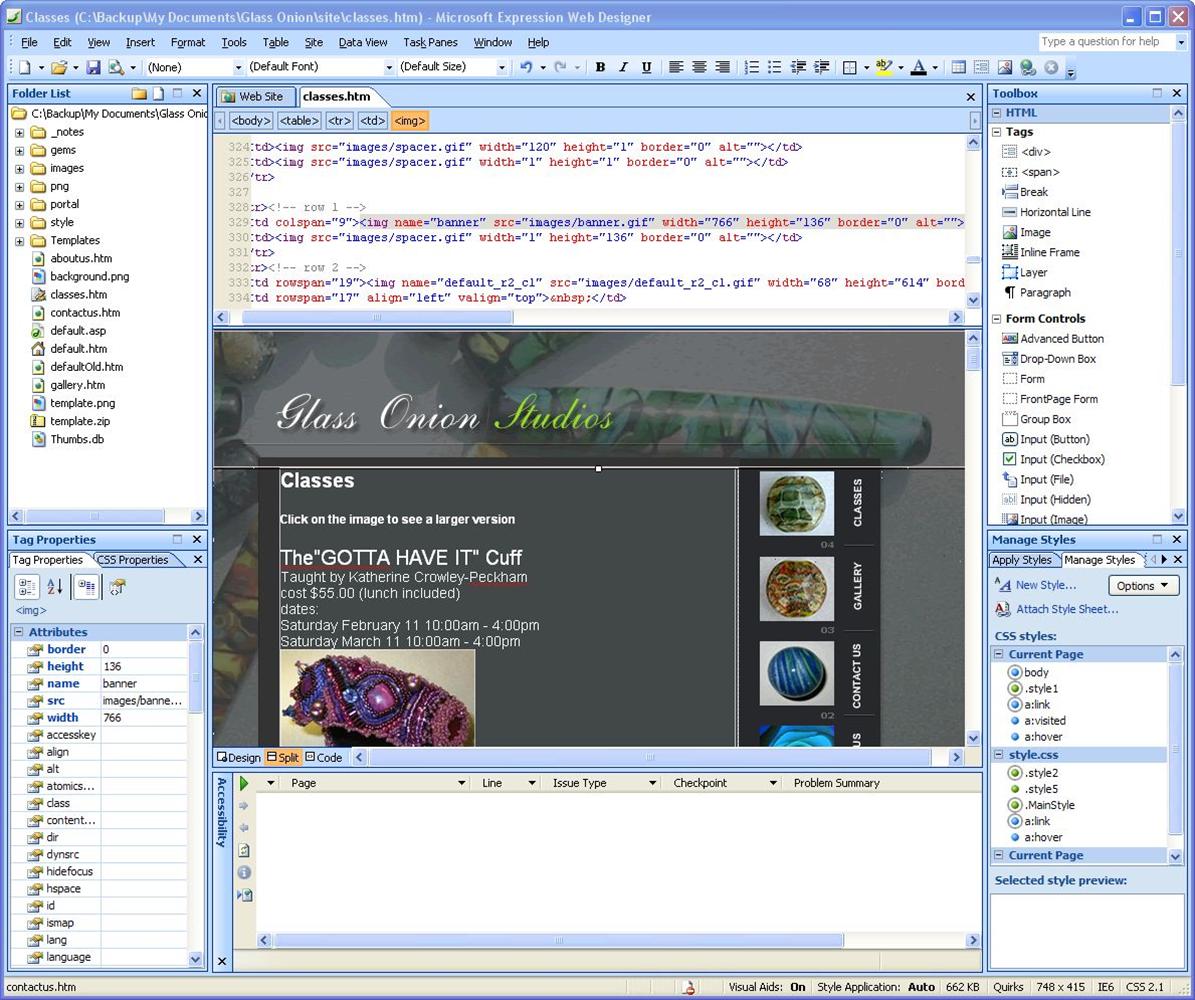 Classes (C:\Backup\My Documents\Glass Onion\site\classes.htm) - Microsoft Expression Web Designer
File Edit View Insert Format Tools Table Site Data View Task Panes Window Help
Type a question for help
(None) (Default Font) (Default Size) B I U
Folder List
C:\Backup\My Documents\Glass Onio
_notes
gems
images
png
portal
style
Templates
aboutus.htm
background.png
classes.htm
contactus.htm
default.asp
default.htm
defaultOld.htm
gallery.htm
template.png
template.zip
Thumbs.db
Tag Properties
Tag Properties CSS Properties
<img>
Attributes
border 0
height 136
name banner
src images/banne...
width 766
accesskey
align
alt
atomics...
class
content...
dir
dynsrc
hidefocus
hspace
id
ismap
lang
language
Web Site classes.htm
<body> <table> <tr> <td> <img>
324 :td><img src="images/spacer.gif" width="120" height="1" border="0" alt=""></td>
325 :td><img src="images/spacer.gif" width="1" height="1" border="0" alt=""></td>
326 'tr>
327
328 :r><!-- row 1 -->
329 :td colspan="9"><img name="banner" src="images/banner.gif" width="766" height="136" border="0" alt="">
330 :td><img src="images/spacer.gif" width="1" height="136" border="0" alt=""></td>
331 'tr>
332 :r><!-- row 2 -->
333 :td rowspan="19"><img name="default_r2_c1" src="images/default_r2_c1.gif" width="68" height="614" bord
334 :td rowspan="17" align="left" valign="top">&nbsp;</td>
Glass Onion Studios
Classes
Click on the image to see a larger version
The"GOTTA HAVE IT" Cuff
Taught by Katherine Crowley-Peckham
cost $55.00 (lunch included)
dates:
Saturday February 11 10:00am - 4:00pm
Saturday March 11 10:00am - 4:00pm
CLASSES
04
GALLERY
03
CONTACT US
02
US
Design Split Code
Accessibility
Page Line Issue Type Checkpoint Problem Summary
Toolbox
HTML
Tags
<div>
<span>
Break
Horizontal Line
Image
Inline Frame
Layer
Paragraph
Form Controls
Advanced Button
Drop-Down Box
Form
FrontPage Form
Group Box
Input (Button)
Input (Checkbox)
Input (File)
Input (Hidden)
Input (Image)
Manage Styles
Apply Styles Manage Styles
New Style... Options
Attach Style Sheet...
CSS styles:
Current Page
body
.style1
a:link
a:visited
a:hover
style.css
.style2
.style5
.MainStyle
a:link
a:hover
Current Page
Selected style preview:
contactus.htm
Visual Aids: On Style Application: Auto 662 KB Quirks 748 x 415 IE6 CSS 2.1